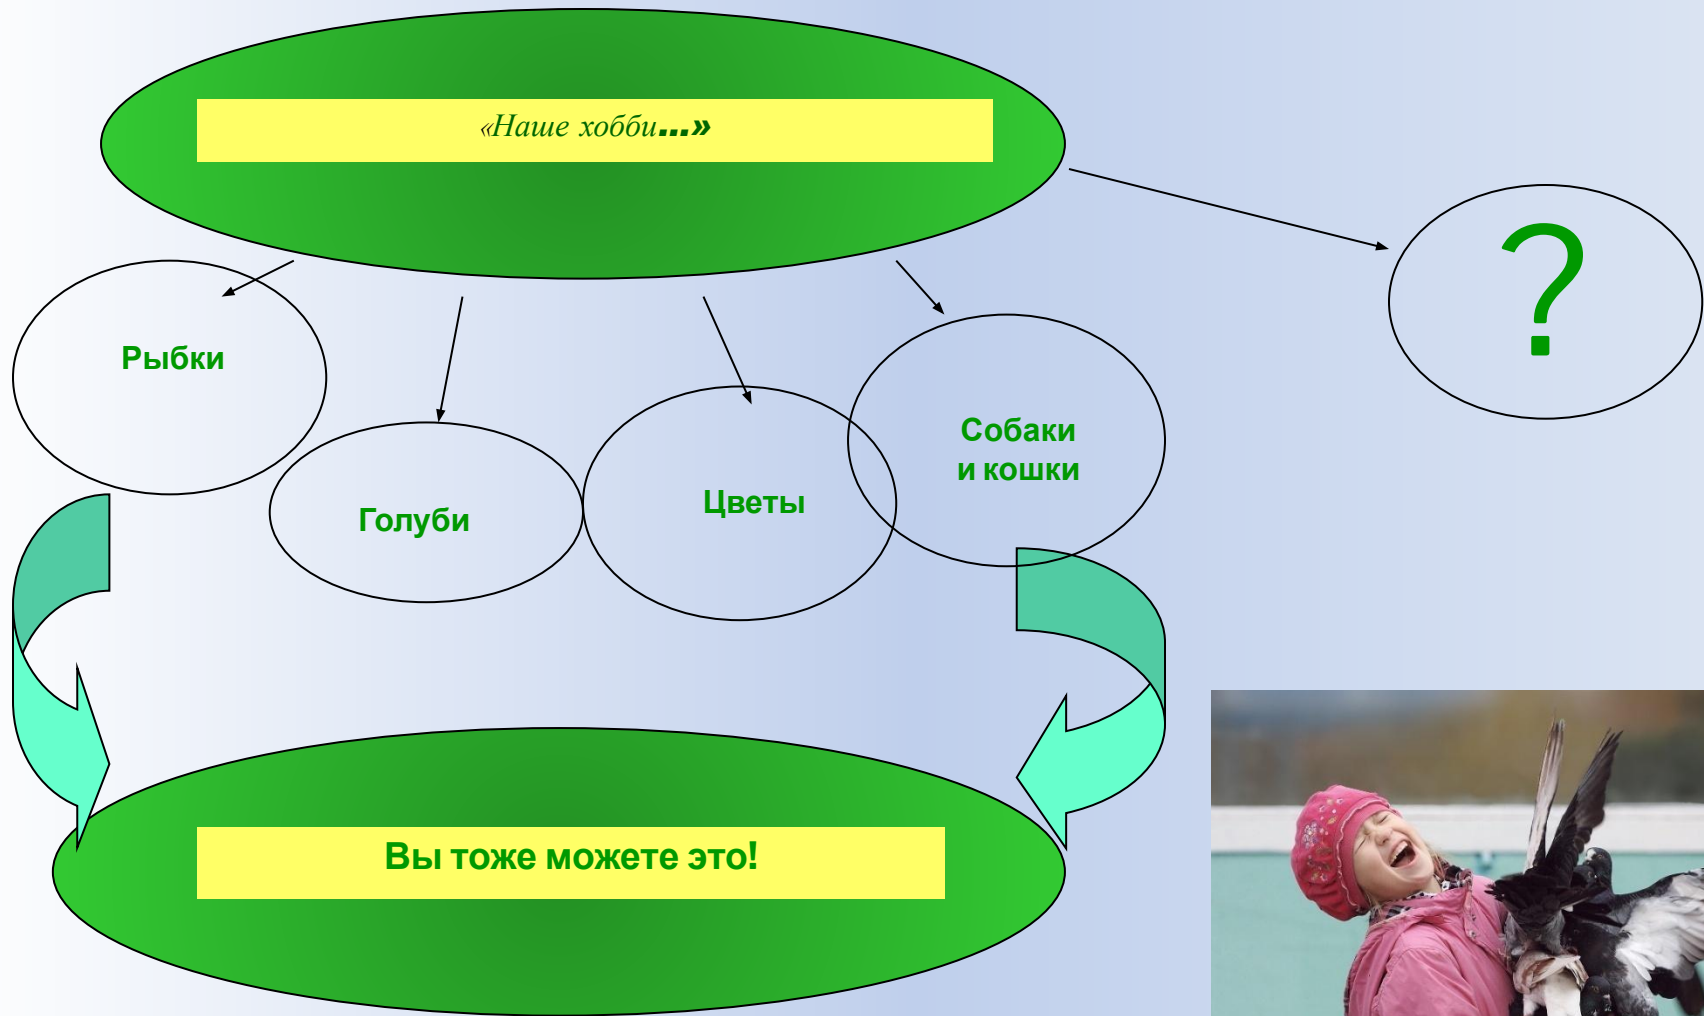 «Наше хобби...»
?
Рыбки
Собаки
и кошки
Цветы
Голуби
Вы тоже можете это!